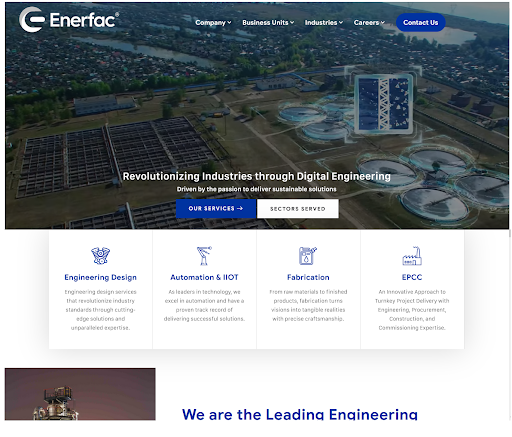 Enerfac®
Company Business Units Industries Careers Contact Us
Revolutionizing Industries through Digital Engineering
Driven by the passion to deliver sustainable solutions
OUR SERVICES → SECTORS SERVED
Engineering Design
Engineering design services
that revolutionize industry
standards through cutting-
edge solutions and
unparalleled expertise.
Automation & IIOT
As leaders in technology, we
excel in automation and have a
proven track record of
delivering successful solutions.
Fabrication
From raw materials to finished
products, fabrication turns
visions into tangible realities
with precise craftsmanship.
EPCC
An Innovative Approach to
Turnkey Project Delivery with
Engineering, Procurement,
Construction, and
Commissioning Expertise.
We are the Leading Engineering